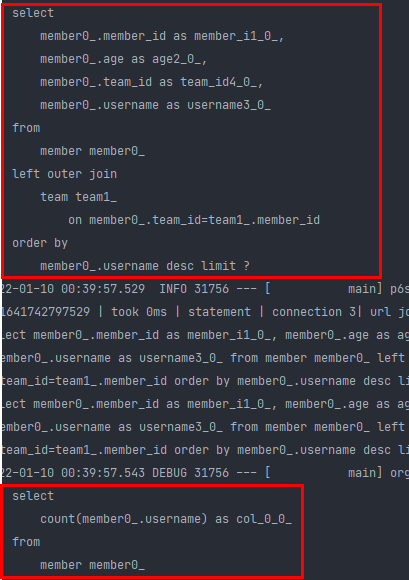 select
member0_.member_id as member_i1_0_,
member0_.age as age2_0_,
member0_.team_id as team_id4_0_,
member0_.username as username3_0_
from
member member0_
left outer join
team team1_
on member0_.team_id=team1_.member_id
order by
member0_.username desc limit ?
22-01-10 00:39:57.529  INFO 31756 --- [           main] p6s
1641742797529 | took 0ms | statement | connection 3| url jo
lect member0_.member_id as member_i1_0_, member0_.age as ag
ember0_.username as username3_0_ from member member0_ left
team_id=team1_.member_id order by member0_.username desc li
lect member0_.member_id as member_i1_0_, member0_.age as ag
ember0_.username as username3_0_ from member member0_ left
team_id=team1_.member_id order by member0_.username desc li
22-01-10 00:39:57.543 DEBUG 31756 --- [           main] org
select
count(member0_.username) as col_0_0_
from
member member0_